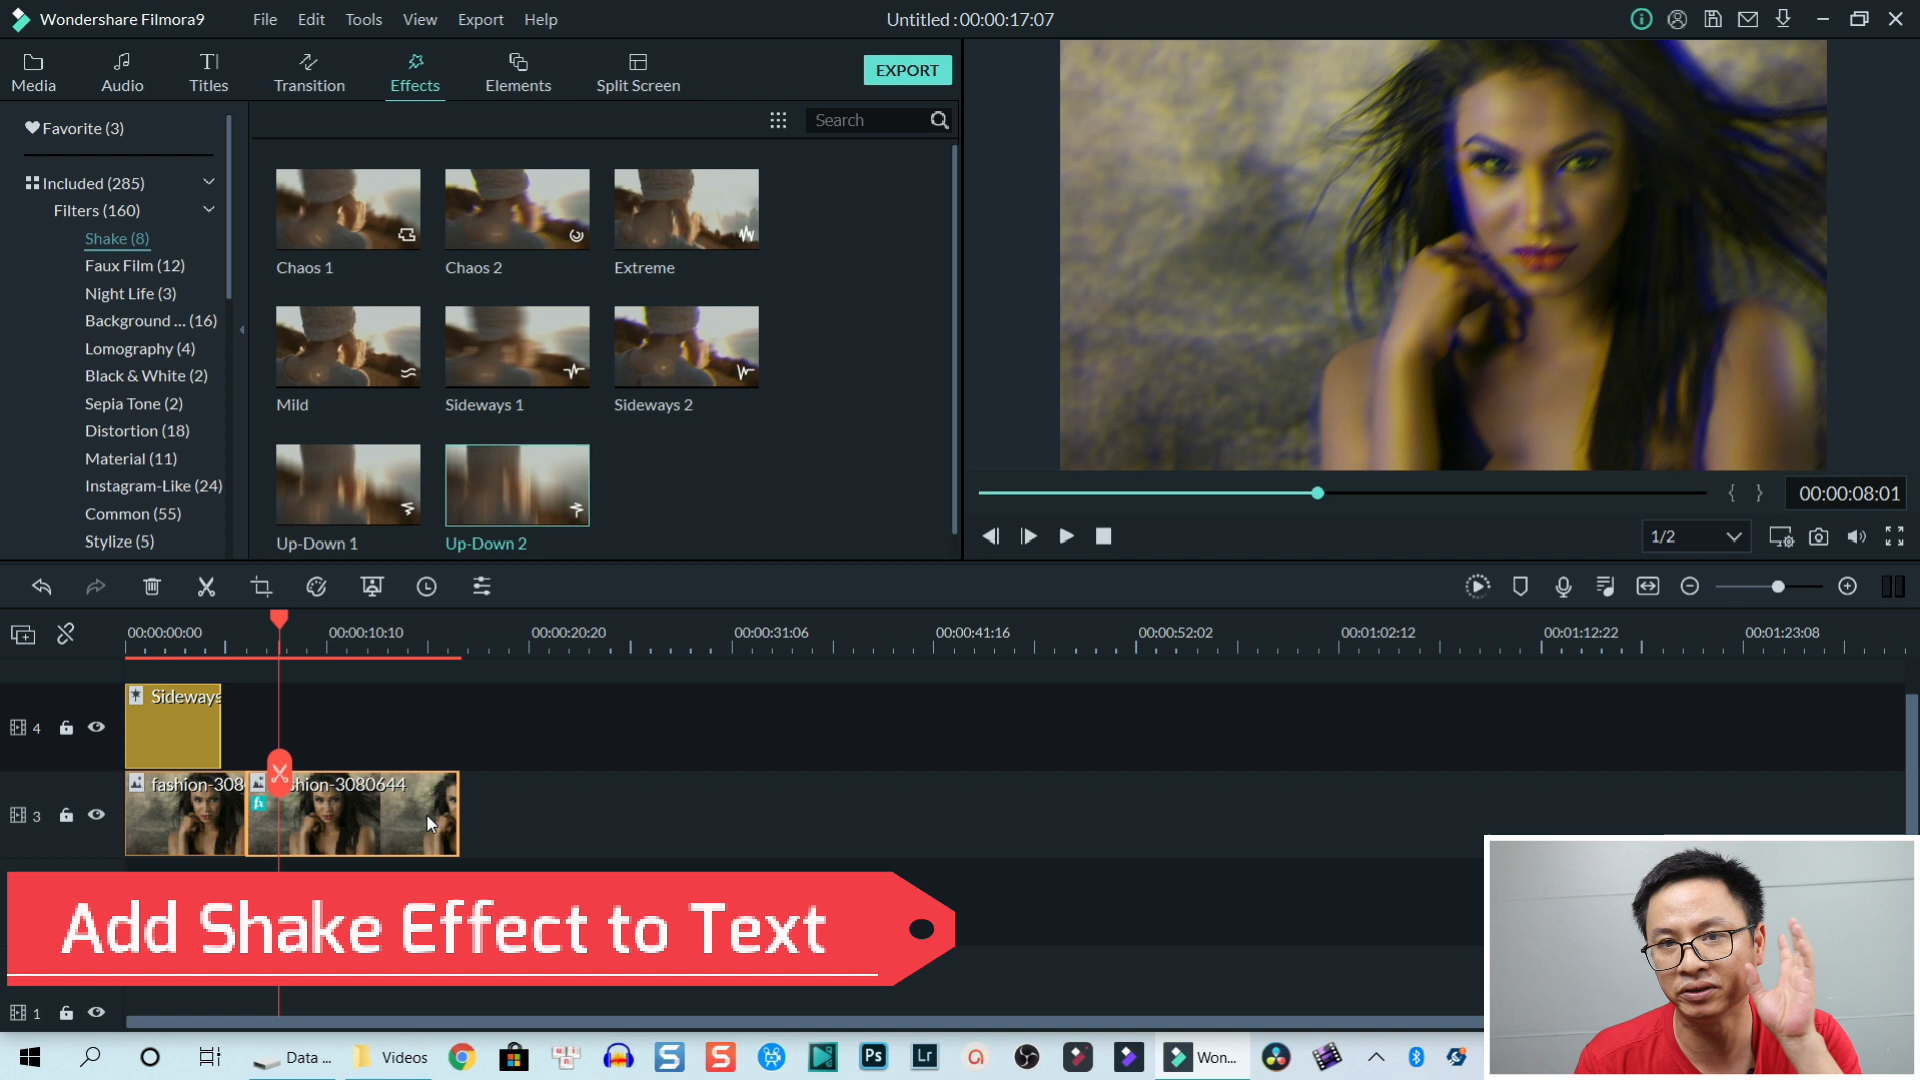 Wondershare Filmora9
File Edit Tools View Export Help
Untitled : 00:00:17:07
Media Audio Titles Transition Effects Elements Split Screen
EXPORT
Favorite (3)
Search
Included (285)
Filters (160)
Shake (8)
Faux Film (12)
Night Life (3)
Background ... (16)
Lomography (4)
Black & White (2)
Sepia Tone (2)
Distortion (18)
Material (11)
Instagram-Like (24)
Common (55)
Stylize (5)
Chaos 1 Chaos 2 Extreme
Mild Sideways 1 Sideways 2
Up-Down 1 Up-Down 2
00:00:08:01
1/2
00:00:00:00 00:00:10:10 00:00:20:20 00:00:31:06 00:00:41:16 00:00:52:02 00:01:02:12 00:01:12:22 00:01:23:08
4
Sideways
3
fashion-308
shion-3080644
fx
Add Shake Effect to Text
1
Data ... Videos S S Ps Lr Won...